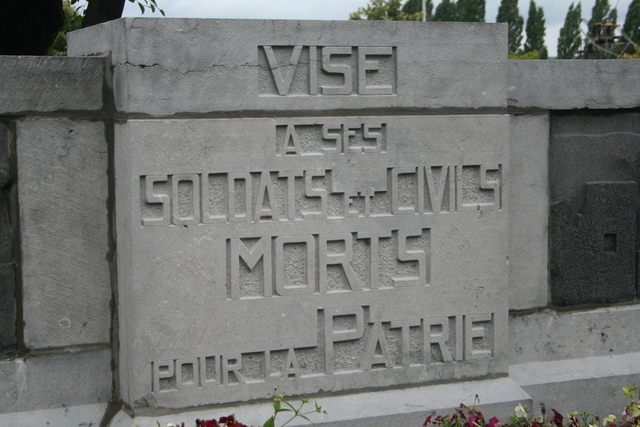 VISE
A SES
SOLDATS ET CIVILS
MORTS
POUR LA PATRIE